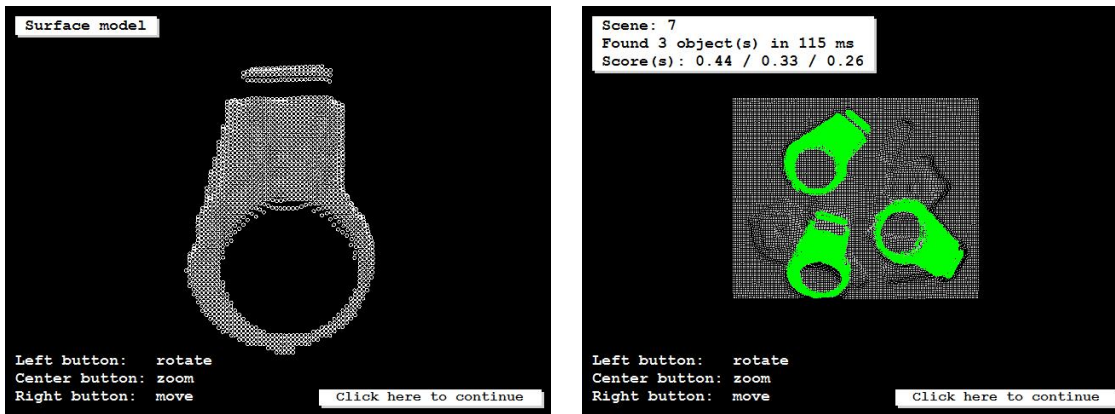 Surface model
Left button: rotate
Center button: zoom
Right button: move
Click here to continue
Scene: 7
Found 3 object(s) in 115 ms
Score(s): 0.44 / 0.33 / 0.26
Left button: rotate
Center button: zoom
Right button: move
Click here to continue